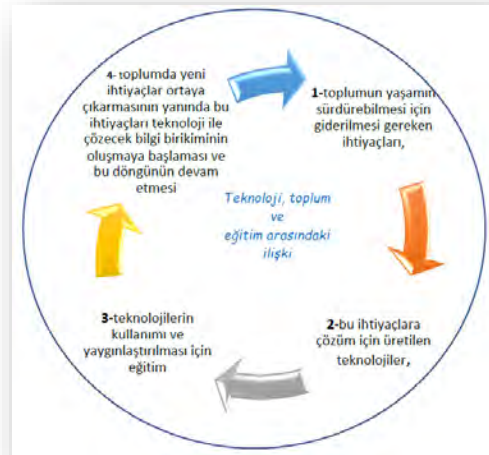 4- toplumda yeni
ihtiyaçlar ortaya
çıkarmasının yanında bu
ihtiyaçları teknoloji ile
çözecek bilgi birikiminin
oluşmaya başlaması ve
bu döngünün devam
etmesi
1-toplumun yaşamın
sürdürebilmesi için
giderilmesi gereken
ihtiyaçları,
Teknoloji, toplum
ve
eğitim arasındaki
ilişki
3-teknolojilerin
kullanımı ve
yaygınlaştırılması için
eğitim
2-bu ihtiyaçlara
çözüm için üretilen
teknolojiler,